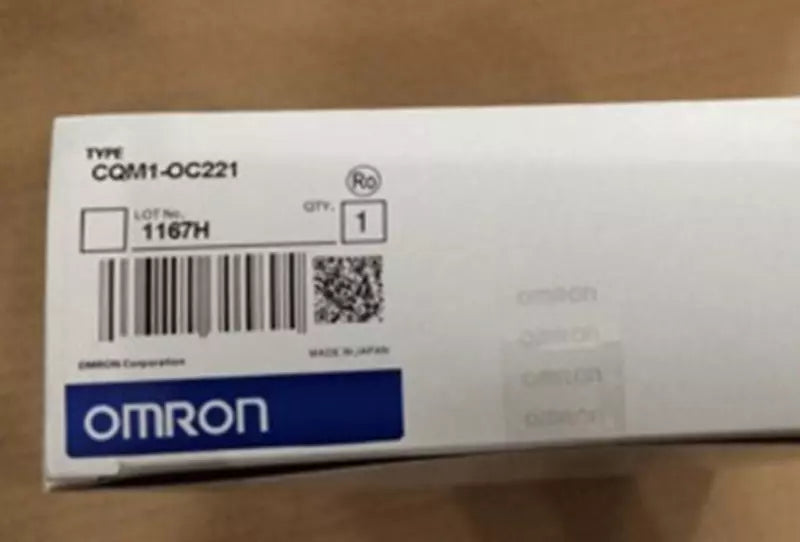 TYPE
CQM1-OC221
Ro
LOT No.
QTY.
1167H
1
OMRON Corporation
MADE IN JAPAN
OMRON
OMRON
OMRON
OMRON
OMRON